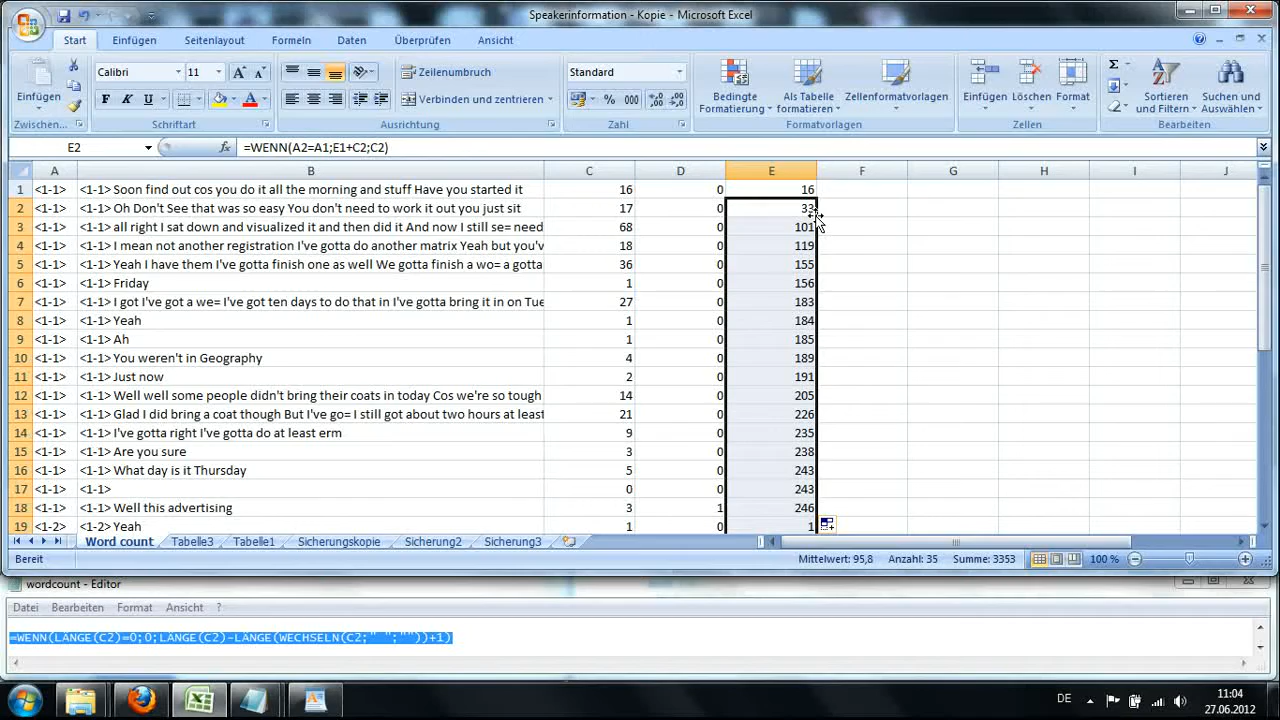 Speakerinformation - Kopie - Microsoft Excel
Start Einfügen Seitenlayout Formeln Daten Überprüfen Ansicht
Calibri 11 A A Zeilenumbruch Standard
Einfügen F K U A Verbinden und zentrieren % 000 Bedingte Formatierung Als Tabelle formatieren Zellenformatvorlagen Einfügen Löschen Format Σ Sortieren und Filtern Suchen und Auswählen
Zwischen... Schriftart Ausrichtung Zahl Formatvorlagen Zellen Bearbeiten
E2 fx =WENN(A2=A1;E1+C2;C2)
A B C D E F G H I J
1 <1-1> <1-1> Soon find out cos you do it all the morning and stuff Have you started it 16 0 16
2 <1-1> <1-1> Oh Don't See that was so easy You don't need to work it out you just sit 17 0 33
3 <1-1> <1-1> all right I sat down and visualized it and then did it And now I still se= need 68 0 101
4 <1-1> <1-1> I mean not another registration I've gotta do another matrix Yeah but you'v 18 0 119
5 <1-1> <1-1> Yeah I have them I've gotta finish one as well We gotta finish a wo= a gotta 36 0 155
6 <1-1> <1-1> Friday 1 0 156
7 <1-1> <1-1> I got I've got a we= I've got ten days to do that in I've gotta bring it in on Tue 27 0 183
8 <1-1> <1-1> Yeah 1 0 184
9 <1-1> <1-1> Ah 1 0 185
10 <1-1> <1-1> You weren't in Geography 4 0 189
11 <1-1> <1-1> Just now 2 0 191
12 <1-1> <1-1> Well well some people didn't bring their coats in today Cos we're so tough 14 0 205
13 <1-1> <1-1> Glad I did bring a coat though But I've go= I still got about two hours at least 21 0 226
14 <1-1> <1-1> I've gotta right I've gotta do at least erm 9 0 235
15 <1-1> <1-1> Are you sure 3 0 238
16 <1-1> <1-1> What day is it Thursday 5 0 243
17 <1-1> <1-1> 0 0 243
18 <1-1> <1-1> Well this advertising 3 1 246
19 <1-2> <1-2> Yeah 1 0 1
Word count Tabelle3 Tabelle1 Sicherungskopie Sicherung2 Sicherung3
Bereit Mittelwert: 95,8 Anzahl: 35 Summe: 3353 100 %
wordcount - Editor
Datei Bearbeiten Format Ansicht ?
=WENN(LÄNGE(C2)=0;0;LÄNGE(C2)-LÄNGE(WECHSELN(C2;" ";""))+1)
DE 11:04
27.06.2012